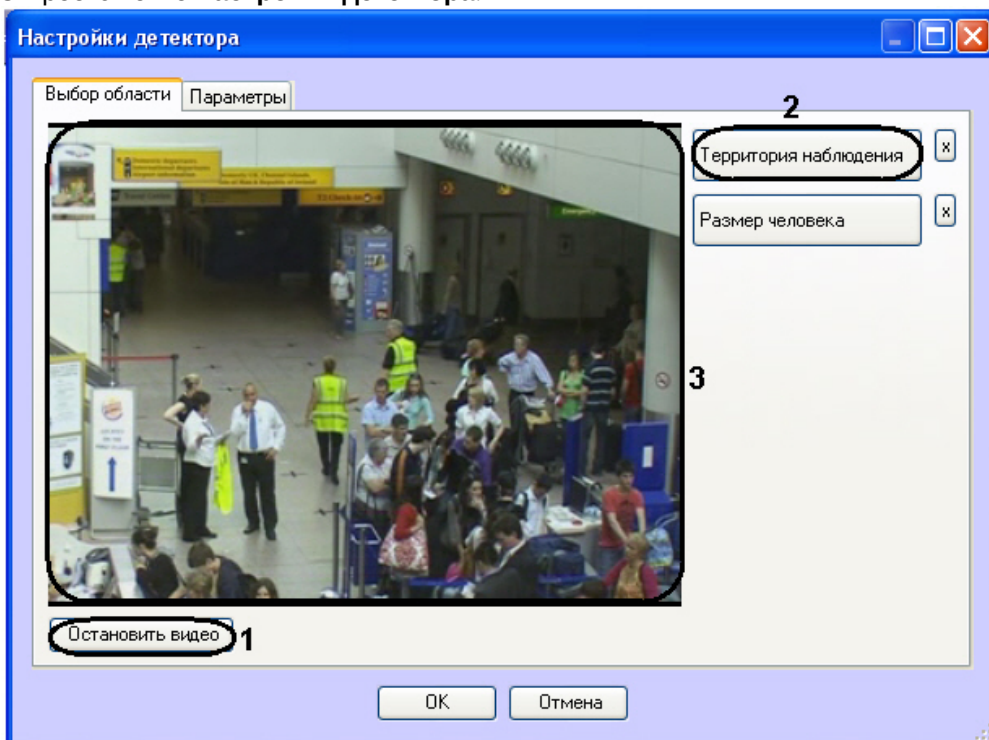 Настройки детектора
Выбор области Параметры
2
Территория наблюдения x
Размер человека x
3
Остановить видео 1
OK Отмена